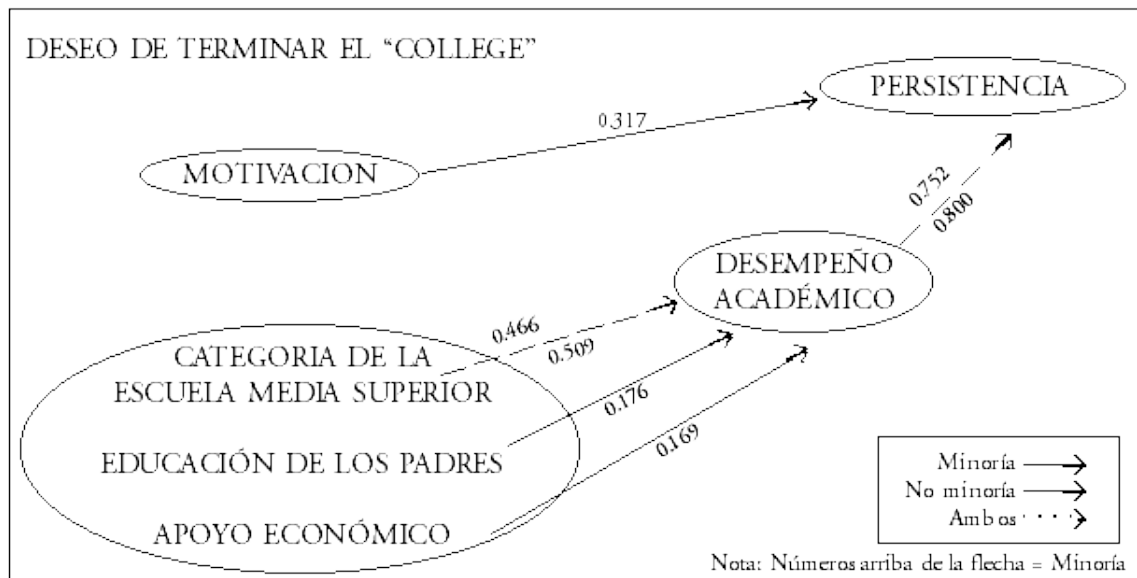 DESEO DE TERMINAR EL “COLLEGE”
PERSISTENCIA
0.317
MOTIVACION
0.752
0.800
DESEMPEÑO
ACADÉMICO
0.466
0.509
CATEGORIA DE LA
ESCUELA MEDIA SUPERIOR
0.176
EDUCACIÓN DE LOS PADRES
0.169
APOYO ECONÓMICO
Minoría
No minoría
Ambos
Nota: Números arriba de la flecha = Minoría